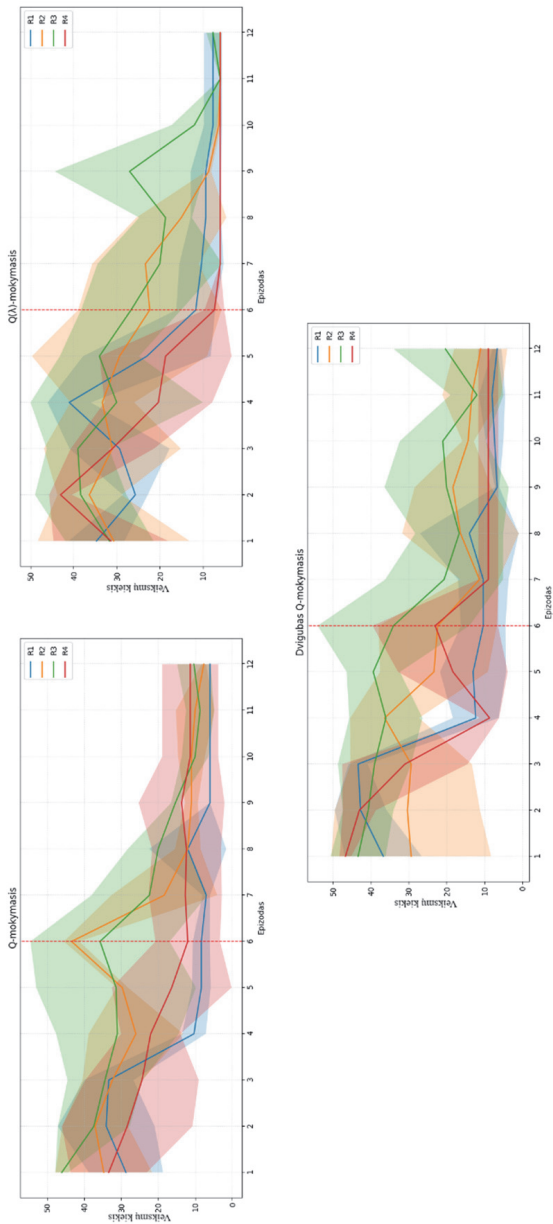 Q-mokymasis
R1
R2
R3
R4
Veiksmų kiekis
50
40
30
20
10
0
1 2 3 4 5 6 7 8 9 10 11 12
Epizodas
Q(λ)-mokymasis
R1
R2
R3
R4
Veiksmų kiekis
50
40
30
20
10
1 2 3 4 5 6 7 8 9 10 11 12
Epizodas
Dvigubas Q-mokymasis
R1
R2
R3
R4
Veiksmų kiekis
50
40
30
20
10
0
1 2 3 4 5 6 7 8 9 10 11 12
Epizodas